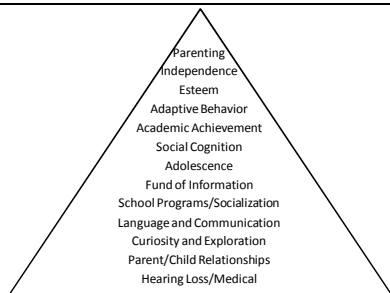 Parenting
Independence
Esteem
Adaptive Behavior
Academic Achievement
Social Cognition
Adolescence
Fund of Information
School Programs/Socialization
Language and Communication
Curiosity and Exploration
Parent/Child Relationships
Hearing Loss/Medical